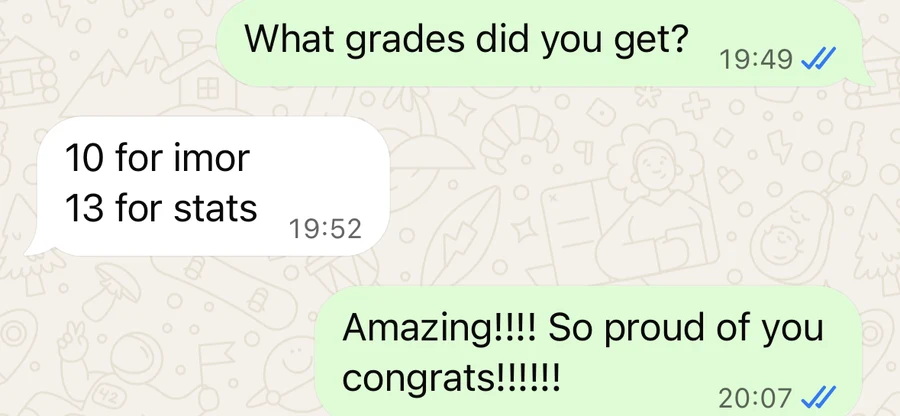 What grades did you get?
19:49
10 for imor
13 for stats
19:52
Amazing!!!! So proud of you
congrats!!!!!!
20:07
42